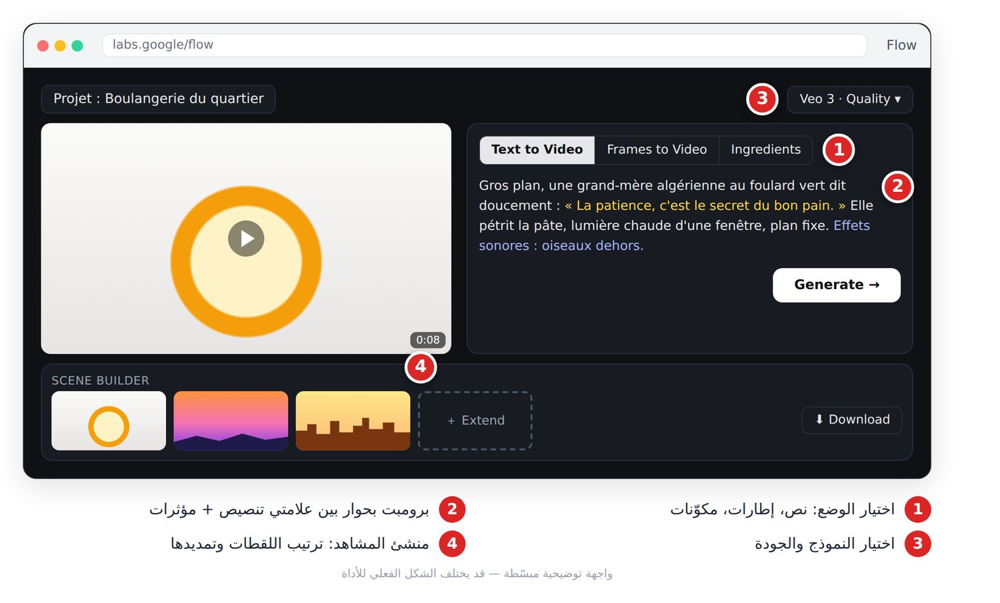 labs.google/flow
Flow
Projet : Boulangerie du quartier
3
Veo 3 · Quality ▾
Text to Video
Frames to Video
Ingredients
1
2
Gros plan, une grand-mère algérienne au foulard vert dit
doucement : « La patience, c'est le secret du bon pain. » Elle
pétrit la pâte, lumière chaude d'une fenêtre, plan fixe. Effets
sonores : oiseaux dehors.
Generate →
0:08
4
SCENE BUILDER
+ Extend
⬇ Download
1 اختيار الوضع: نص، إطارات، مكوّنات
2 برومبت بحوار بين علامتي تنصيص + مؤثرات
3 اختيار النموذج والجودة
4 منشئ المشاهد: ترتيب اللقطات وتمديدها
واجهة توضيحية مبسّطة — قد يختلف الشكل الفعلي للأداة